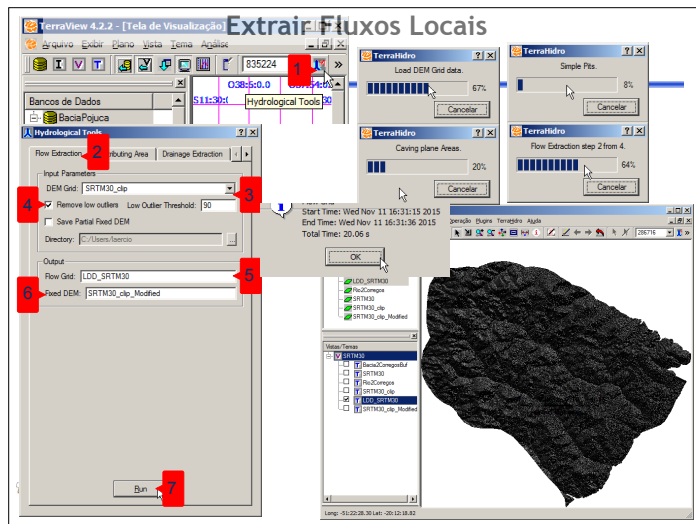 Extrair Fluxos Locais
TerraView 4.2.2 - [Tela de Visualização]
Arquivo Exibir Plano Vista Tema Análise
I V T 835224 »
1
Hydrological Tools
Bancos de Dados
BaciaPojuca
O38:5:0.0
S11:30:(
Hydrological Tools
Flow Extraction
2
Drainage Extraction
Input Parameters
DEM Grid: SRTM30_clip
3
4
Remove low outliers Low Outlier Threshold: 90
Save Partial Fixed DEM
Directory: C:/Users/laercio ...
Output
Flow Grid: LDD_SRTM30
5
6
Fixed DEM: SRTM30_clip_Modified
Run
7
TerraHidro
Load DEM Grid data.
67%
Cancelar
TerraHidro
Simple Pits.
8%
Cancelar
TerraHidro
Caving plane Areas.
20%
Cancelar
TerraHidro
Flow Extraction step 2 from 4.
64%
Cancelar
Start Time: Wed Nov 11 16:31:15 2015
End Time: Wed Nov 11 16:31:36 2015
Total Time: 20.06 s
OK
Plugins TerraHidro Ajuda
286716
LDD_SRTM30
Rio2Corregos
SRTM30
SRTM30_clip
SRTM30_clip_Modified
Vistas/Temas
V SRTM30
T Bacia2CorregosBuf
T SRTM30
T Rio2Corregos
T SRTM30_clip
T LDD_SRTM30
T SRTM30_clip_Modified
Long: -51:22:28.30 Lat: -20:12:18.82